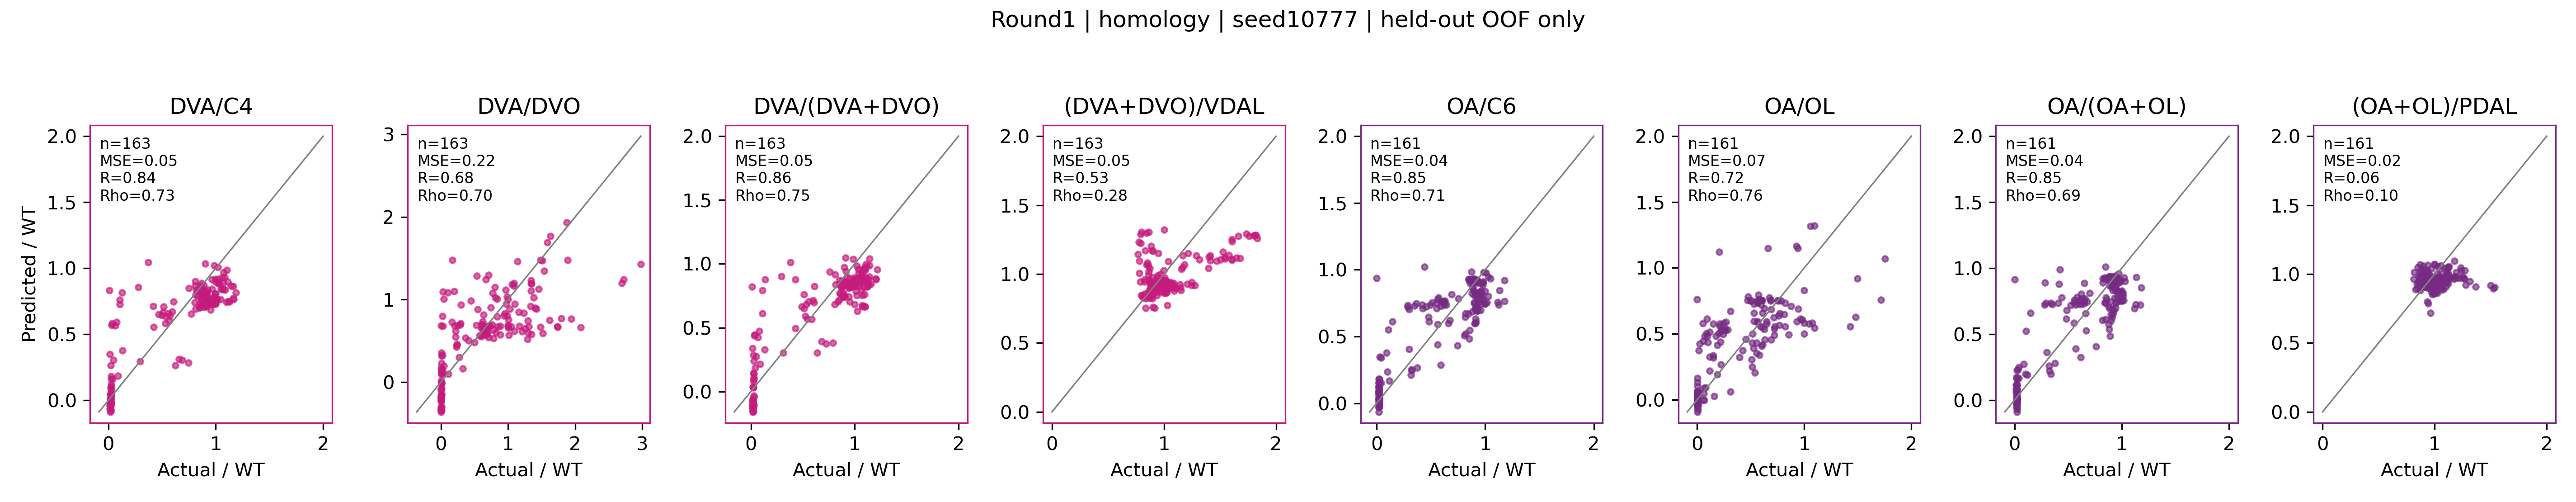 Round1 | homology | seed10777 | held-out OOF only
DVA/C4
n=163
MSE=0.05
R=0.84
Rho=0.73
2.0
1.5
1.0
0.5
0.0
0 1 2
Predicted / WT
Actual / WT
DVA/DVO
n=163
MSE=0.22
R=0.68
Rho=0.70
3
2
1
0
0 1 2 3
Actual / WT
DVA/(DVA+DVO)
n=163
MSE=0.05
R=0.86
Rho=0.75
2.0
1.5
1.0
0.5
0.0
0 1 2
Actual / WT
(DVA+DVO)/VDAL
n=163
MSE=0.05
R=0.53
Rho=0.28
2.0
1.5
1.0
0.5
0.0
0 1 2
Actual / WT
OA/C6
n=161
MSE=0.04
R=0.85
Rho=0.71
2.0
1.5
1.0
0.5
0.0
0 1 2
Actual / WT
OA/OL
n=161
MSE=0.07
R=0.72
Rho=0.76
2.0
1.5
1.0
0.5
0.0
0 1 2
Actual / WT
OA/(OA+OL)
n=161
MSE=0.04
R=0.85
Rho=0.69
2.0
1.5
1.0
0.5
0.0
0 1 2
Actual / WT
(OA+OL)/PDAL
n=161
MSE=0.02
R=0.06
Rho=0.10
2.0
1.5
1.0
0.5
0.0
0 1 2
Actual / WT